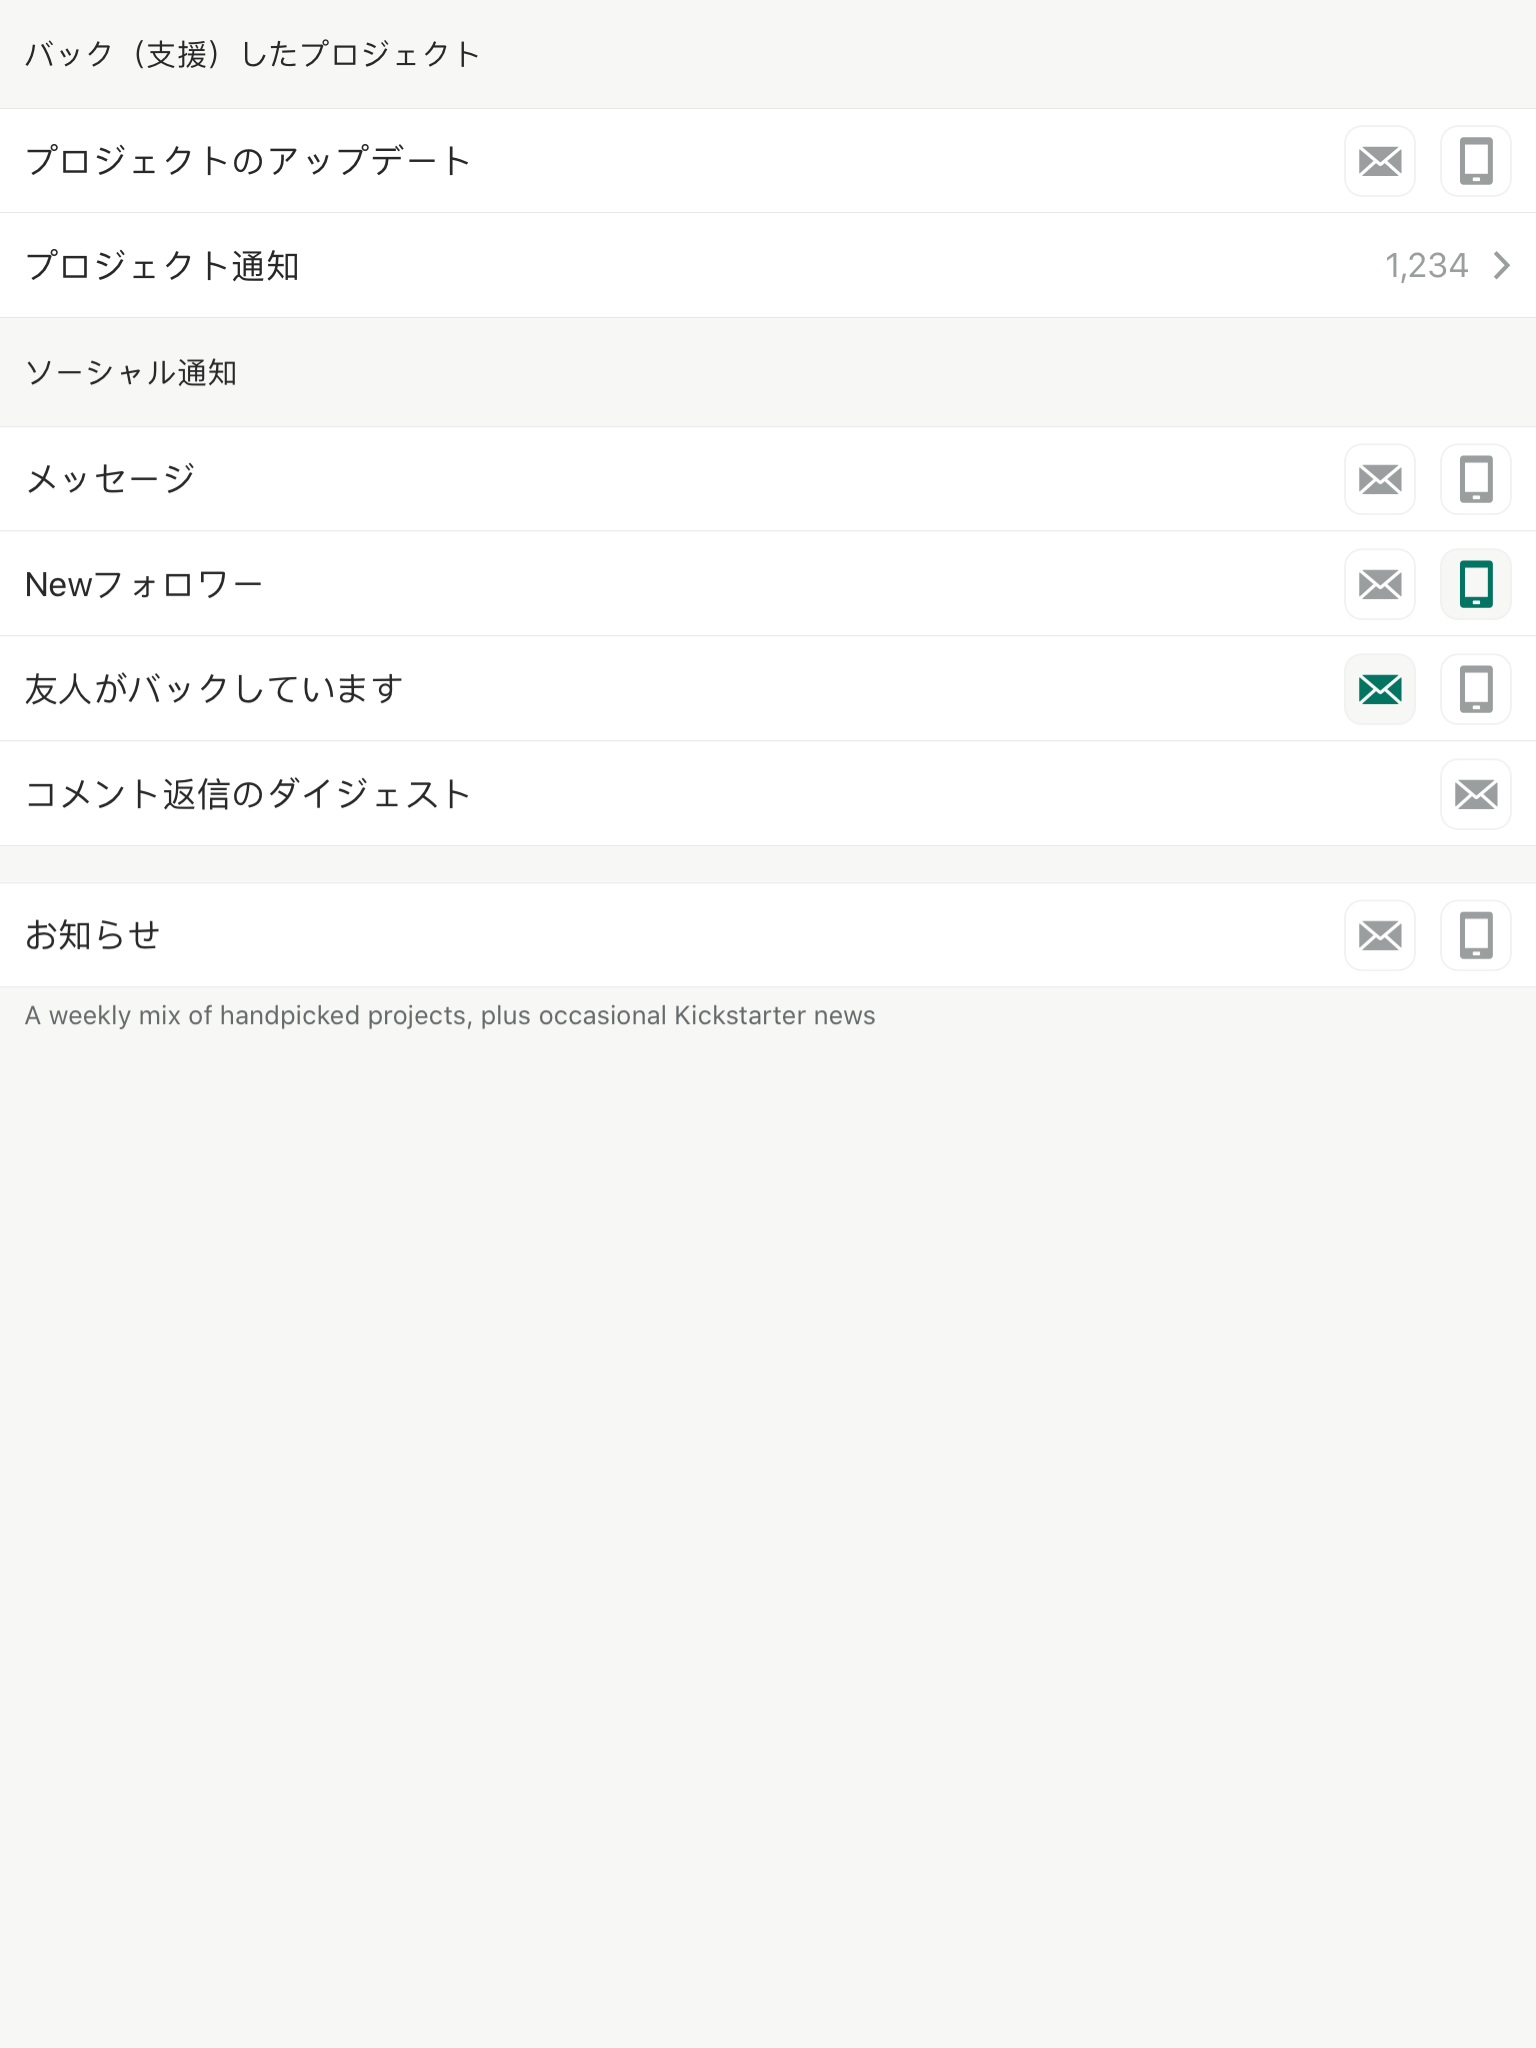 バック（支援）したプロジェクト
プロジェクトのアップデート
プロジェクト通知
1,234
ソーシャル通知
メッセージ
Newフォロワー
友人がバックしています
コメント返信のダイジェスト
お知らせ
A weekly mix of handpicked projects, plus occasional Kickstarter news